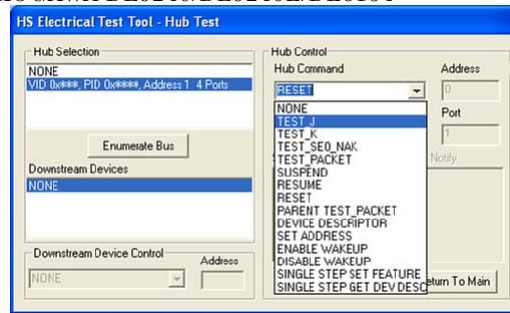 HS Electrical Test Tool - Hub Test
Hub Selection
NONE
VID 0x***, PID 0x****, Address 1 4 Ports
Enumerate Bus
Downstream Devices
NONE
Downstream Device Control
Address
NONE
Hub Control
Hub Command
Address
RESET
0
NONE
TEST_J
TEST_K
TEST_SE0_NAK
TEST_PACKET
SUSPEND
RESUME
RESET
PARENT TEST_PACKET
DEVICE DESCRIPTOR
SET ADDRESS
ENABLE WAKEUP
DISABLE WAKEUP
SINGLE STEP SET FEATURE
SINGLE STEP GET DEV DESC
Port
1
Notify
eturn To Main